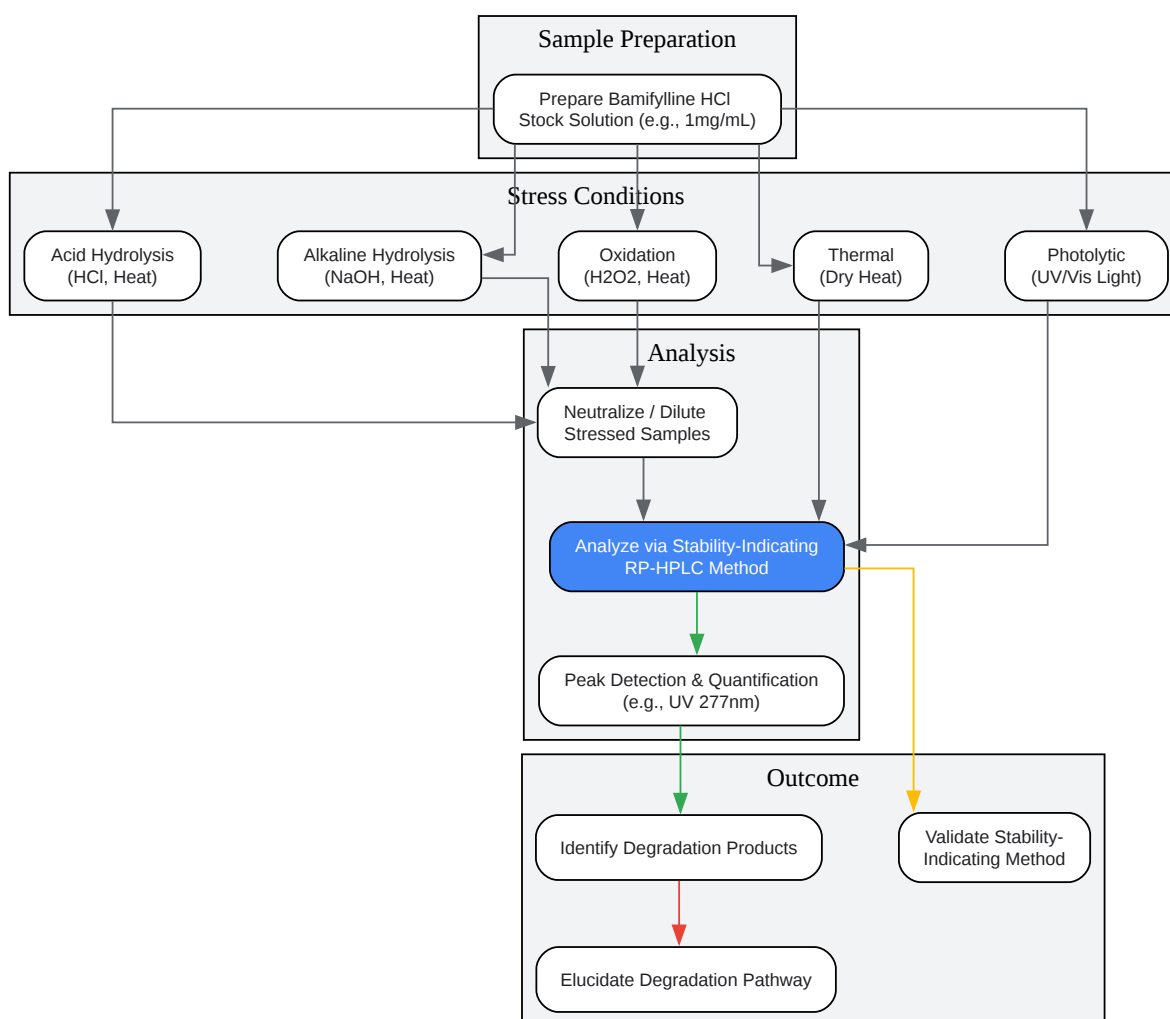 Sample Preparation
Prepare Bamifylline HCl
Stock Solution (e.g., 1mg/mL)
Stress Conditions
Acid Hydrolysis
(HCl, Heat)
Alkaline Hydrolysis
(NaOH, Heat)
Oxidation
(H2O2, Heat)
Thermal
(Dry Heat)
Photolytic
(UV/Vis Light)
Analysis
Neutralize / Dilute
Stressed Samples
Analyze via Stability-Indicating
RP-HPLC Method
Peak Detection & Quantification
(e.g., UV 277nm)
Outcome
Identify Degradation Products
Validate Stability-
Indicating Method
Elucidate Degradation Pathway